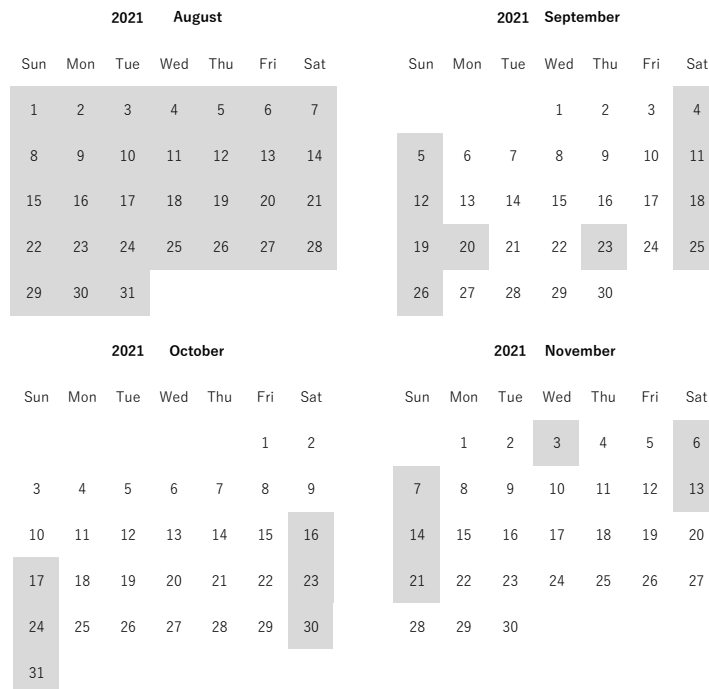 2021 August
Sun Mon Tue Wed Thu Fri Sat
1 2 3 4 5 6 7
8 9 10 11 12 13 14
15 16 17 18 19 20 21
22 23 24 25 26 27 28
29 30 31
2021 September
Sun Mon Tue Wed Thu Fri Sat
1 2 3 4
5 6 7 8 9 10 11
12 13 14 15 16 17 18
19 20 21 22 23 24 25
26 27 28 29 30
2021 October
Sun Mon Tue Wed Thu Fri Sat
1 2
3 4 5 6 7 8 9
10 11 12 13 14 15 16
17 18 19 20 21 22 23
24 25 26 27 28 29 30
31
2021 November
Sun Mon Tue Wed Thu Fri Sat
1 2 3 4 5 6
7 8 9 10 11 12 13
14 15 16 17 18 19 20
21 22 23 24 25 26 27
28 29 30